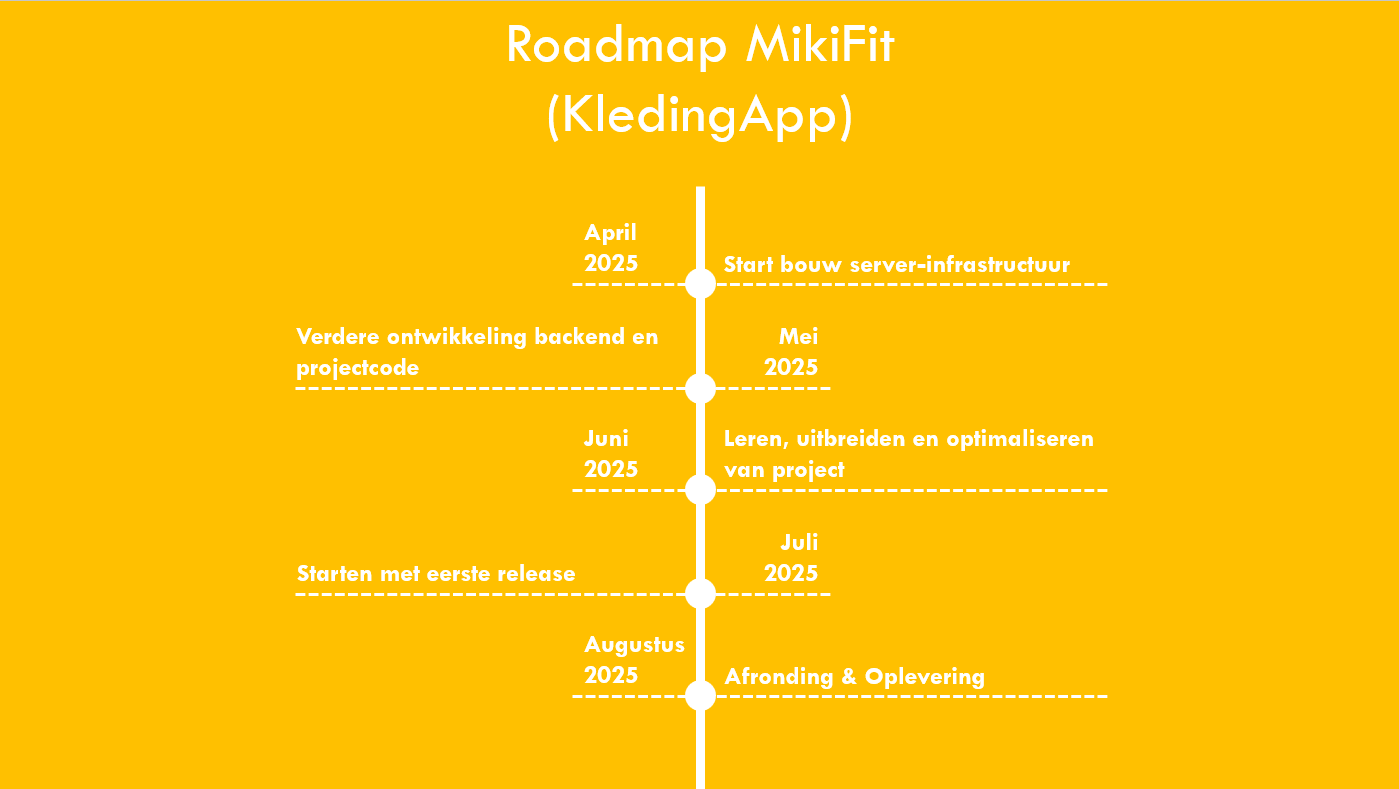 Roadmap MikiFit
(KledingApp)
April
2025
Start bouw server-infrastructuur
Mei
2025
Verdere ontwikkeling backend en
projectcode
Juni
2025
Leren, uitbreiden en optimaliseren
van project
Juli
2025
Starten met eerste release
Augustus
2025
Afronding & Oplevering